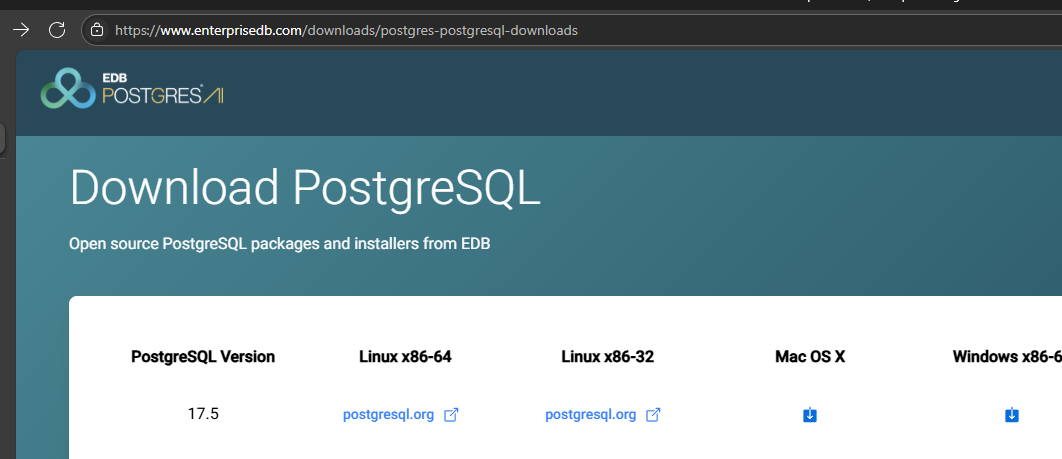 https://www.enterprisedb.com/downloads/postgres-postgresql-downloads
EDB
POSTGRES AI
Download PostgreSQL
Open source PostgreSQL packages and installers from EDB
PostgreSQL Version Linux x86-64 Linux x86-32 Mac OS X Windows x86-6
17.5 postgresql.org postgresql.org